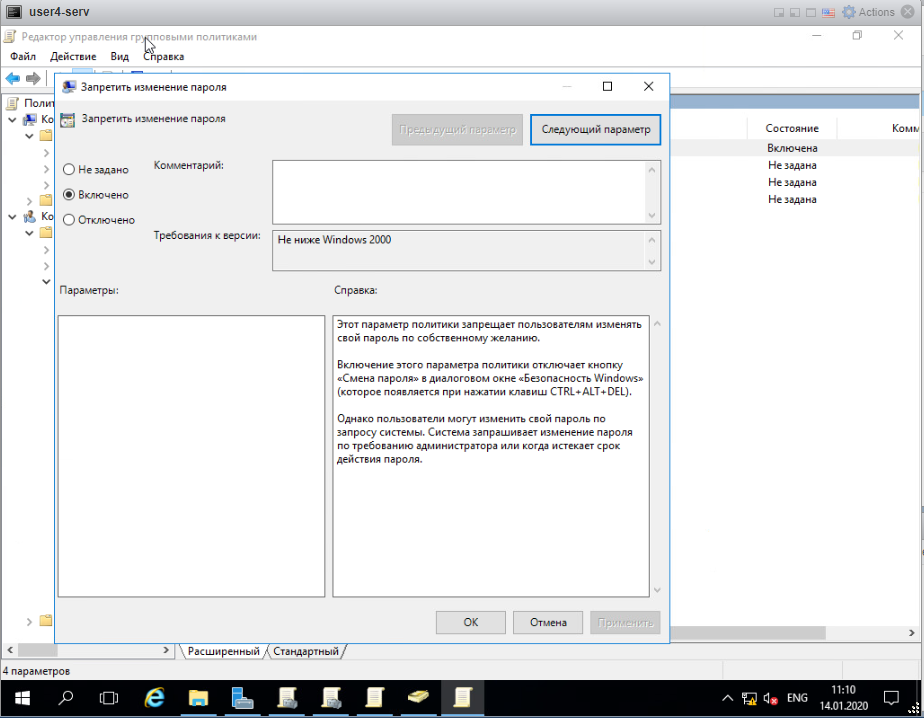 user4-serv
Actions
Редактор управления групповыми политиками
Файл Действие Вид Справка
Запретить изменение пароля
Полит
Запретить изменение пароля
Предыдущий параметр
Следующий параметр
Состояние
Комм
Ко
Включена
Не задана
Не задана
Не задана
Не задано
Комментарий:
Включено
Отключено
Ко
Требования к версии:
Не ниже Windows 2000
Параметры:
Справка:
Этот параметр политики запрещает пользователям изменять
свой пароль по собственному желанию.
Включение этого параметра политики отключает кнопку
«Смена пароля» в диалоговом окне «Безопасность Windows»
(которое появляется при нажатии клавиш CTRL+ALT+DEL).
Однако пользователи могут изменить свой пароль по
запросу системы. Система запрашивает изменение пароля
по требованию администратора или когда истекает срок
действия пароля.
ОК
Отмена
Применить
Расширенный
Стандартный
4 параметров
ENG
11:10
14.01.2020